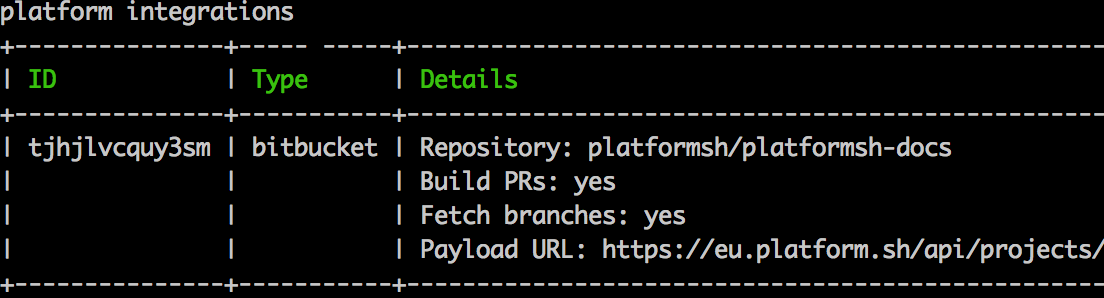 platform integrations
+---------------+----- -----+--------------------------------------------------
| ID            | Type      | Details
+---------------+-----------+--------------------------------------------------
| tjhjlvcquy3sm | bitbucket | Repository: platformsh/platformsh-docs
|               |           | Build PRs: yes
|               |           | Fetch branches: yes
|               |           | Payload URL: https://eu.platform.sh/api/projects/
+---------------+-----------+--------------------------------------------------